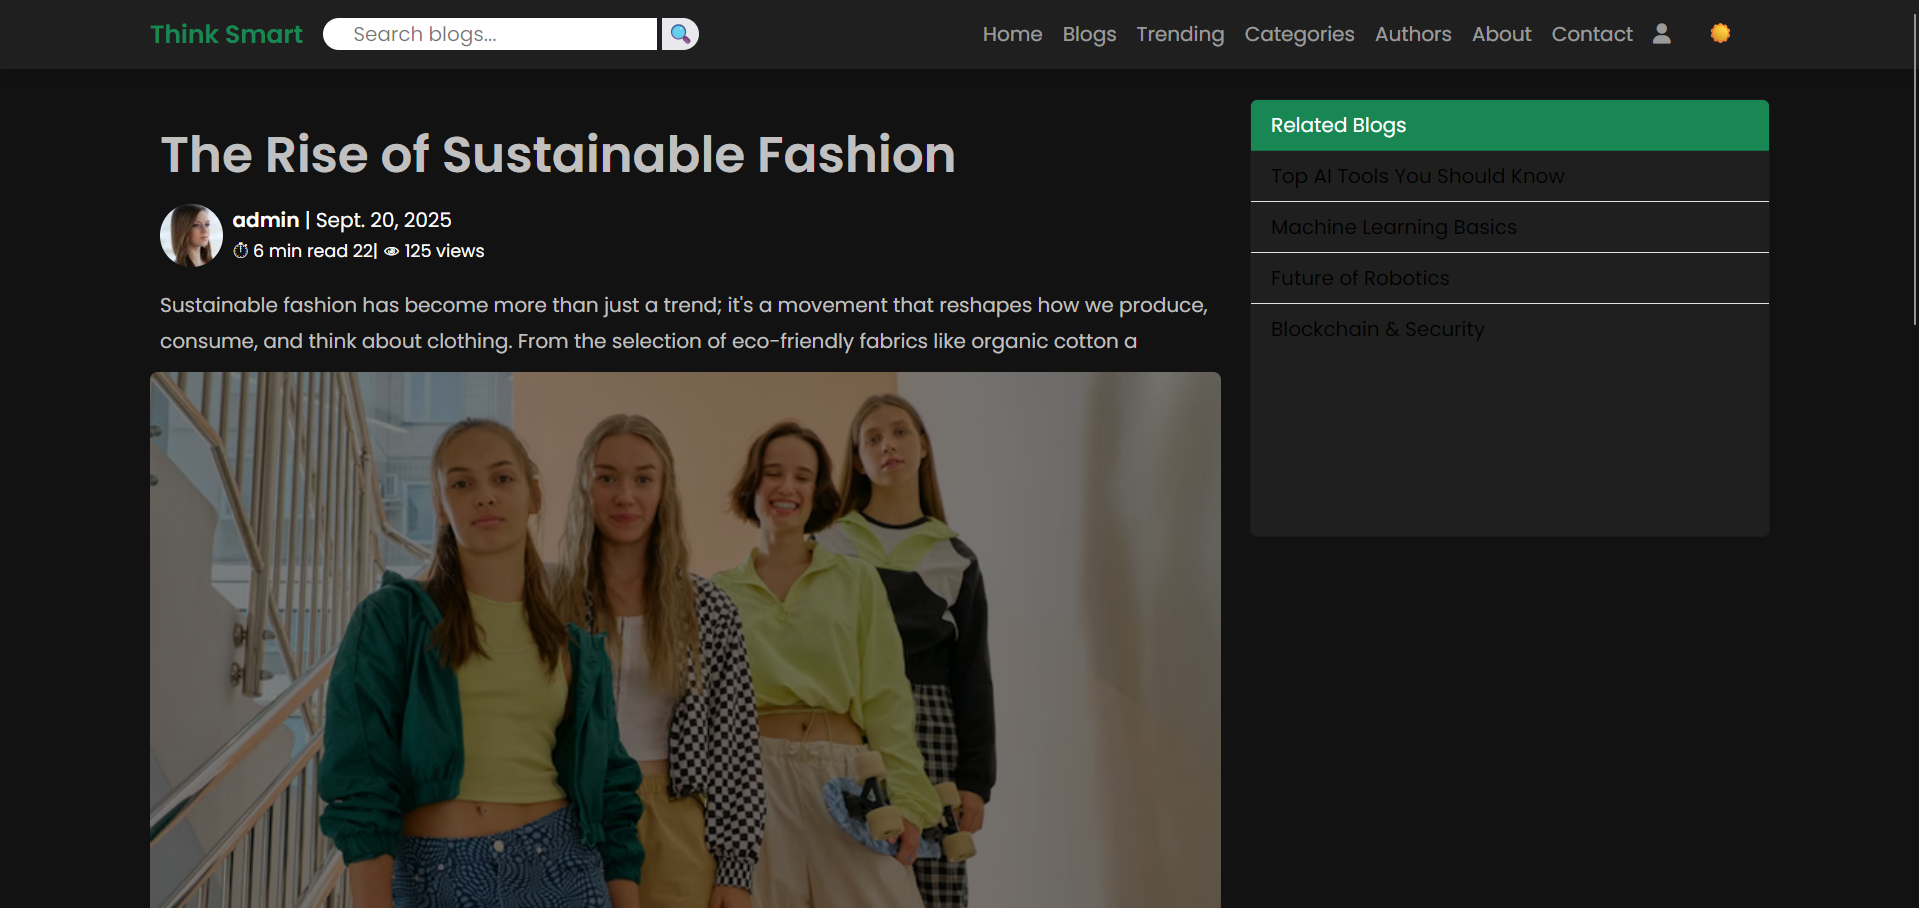 Think Smart
Search blogs...
Home Blogs Trending Categories Authors About Contact
The Rise of Sustainable Fashion
admin | Sept. 20, 2025
6 min read 22| 125 views
Sustainable fashion has become more than just a trend; it's a movement that reshapes how we produce,
consume, and think about clothing. From the selection of eco-friendly fabrics like organic cotton a
Related Blogs
Top AI Tools You Should Know
Machine Learning Basics
Future of Robotics
Blockchain & Security